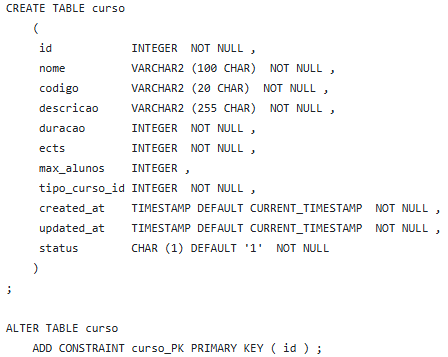 CREATE TABLE curso
(
id INTEGER NOT NULL ,
nome VARCHAR2 (100 CHAR) NOT NULL ,
codigo VARCHAR2 (20 CHAR) NOT NULL ,
descricao VARCHAR2 (255 CHAR) NOT NULL ,
duracao INTEGER NOT NULL ,
ects INTEGER NOT NULL ,
max_alunos INTEGER ,
tipo_curso_id INTEGER NOT NULL ,
created_at TIMESTAMP DEFAULT CURRENT_TIMESTAMP NOT NULL ,
updated_at TIMESTAMP DEFAULT CURRENT_TIMESTAMP NOT NULL ,
status CHAR (1) DEFAULT '1' NOT NULL
)
;
ALTER TABLE curso
ADD CONSTRAINT curso_PK PRIMARY KEY ( id ) ;